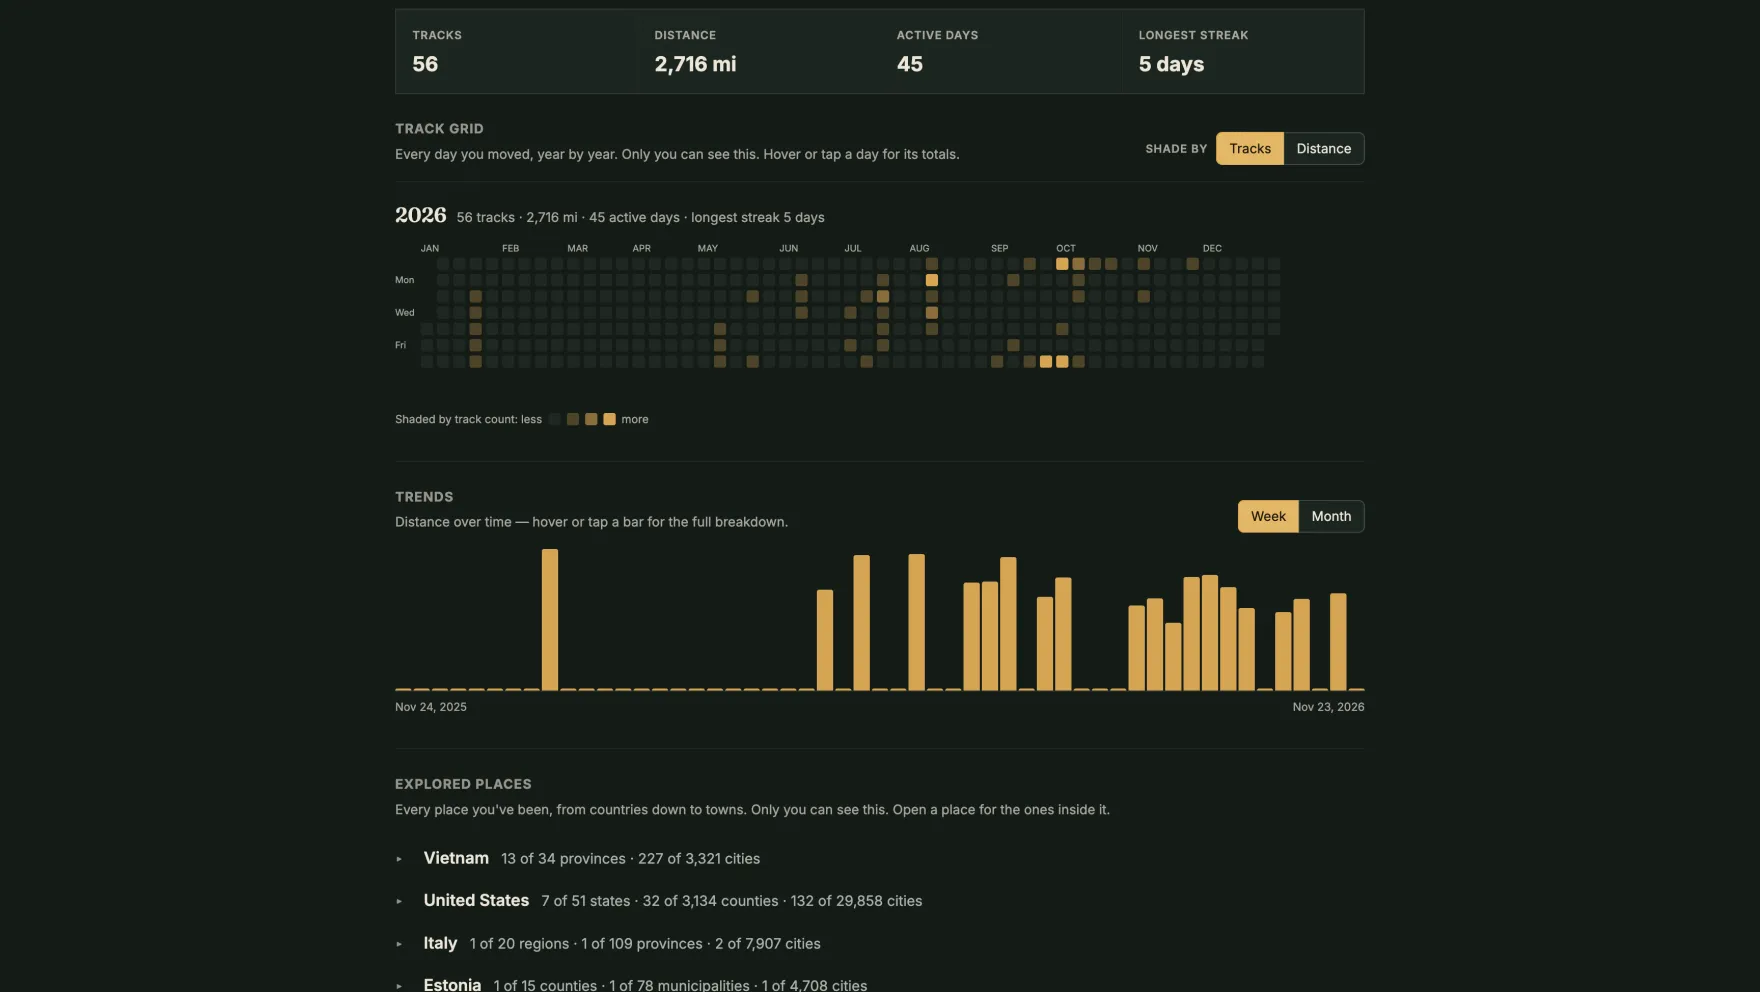 TRACKS
56
DISTANCE
2,716 mi
ACTIVE DAYS
45
LONGEST STREAK
5 days
TRACK GRID
Every day you moved, year by year. Only you can see this. Hover or tap a day for its totals.
SHADE BY
Tracks
Distance
2026 56 tracks · 2,716 mi · 45 active days · longest streak 5 days
JAN FEB MAR APR MAY JUN JUL AUG SEP OCT NOV DEC
Mon
Wed
Fri
Shaded by track count: less more
TRENDS
Distance over time — hover or tap a bar for the full breakdown.
Week
Month
Nov 24, 2025
Nov 23, 2026
EXPLORED PLACES
Every place you've been, from countries down to towns. Only you can see this. Open a place for the ones inside it.
Vietnam 13 of 34 provinces · 227 of 3,321 cities
United States 7 of 51 states · 32 of 3,134 counties · 132 of 29,858 cities
Italy 1 of 20 regions · 1 of 109 provinces · 2 of 7,907 cities
Estonia 1 of 15 counties · 1 of 78 municipalities · 1 of 4,708 cities